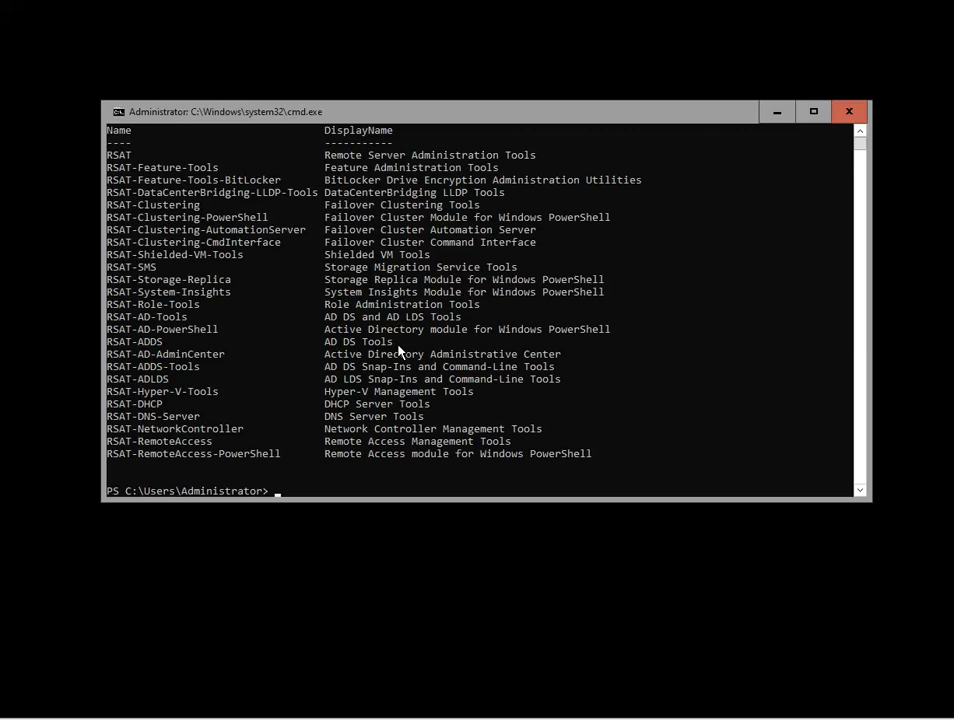 Administrator: C:\Windows\system32\cmd.exe
Name DisplayName
---- -----------
RSAT Remote Server Administration Tools
RSAT-Feature-Tools Feature Administration Tools
RSAT-Feature-Tools-BitLocker BitLocker Drive Encryption Administration Utilities
RSAT-DataCenterBridging-LLDP-Tools DataCenterBridging LLDP Tools
RSAT-Clustering Failover Clustering Tools
RSAT-Clustering-PowerShell Failover Cluster Module for Windows PowerShell
RSAT-Clustering-AutomationServer Failover Cluster Automation Server
RSAT-Clustering-CmdInterface Failover Cluster Command Interface
RSAT-Shielded-VM-Tools Shielded VM Tools
RSAT-SMS Storage Migration Service Tools
RSAT-Storage-Replica Storage Replica Module for Windows PowerShell
RSAT-System-Insights System Insights Module for Windows PowerShell
RSAT-Role-Tools Role Administration Tools
RSAT-AD-Tools AD DS and AD LDS Tools
RSAT-AD-PowerShell Active Directory module for Windows PowerShell
RSAT-ADDS AD DS Tools
RSAT-AD-AdminCenter Active Directory Administrative Center
RSAT-ADDS-Tools AD DS Snap-Ins and Command-Line Tools
RSAT-ADLDS AD LDS Snap-Ins and Command-Line Tools
RSAT-Hyper-V-Tools Hyper-V Management Tools
RSAT-DHCP DHCP Server Tools
RSAT-DNS-Server DNS Server Tools
RSAT-NetworkController Network Controller Management Tools
RSAT-RemoteAccess Remote Access Management Tools
RSAT-RemoteAccess-PowerShell Remote Access module for Windows PowerShell
PS C:\Users\Administrator>